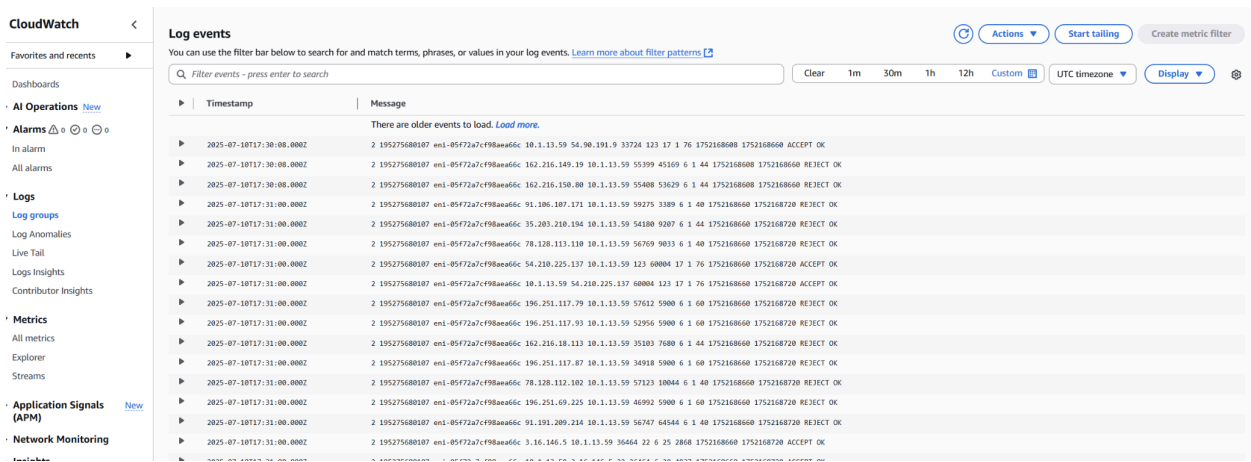 CloudWatch
Favorites and recents
Dashboards
AI Operations New
Alarms 0 0 0
In alarm
All alarms
Logs
Log groups
Log Anomalies
Live Tail
Logs Insights
Contributor Insights
Metrics
All metrics
Explorer
Streams
Application Signals New
(APM)
Network Monitoring
Insights
Log events
Actions
Start tailing
Create metric filter
You can use the filter bar below to search for and match terms, phrases, or values in your log events. Learn more about filter patterns
Filter events - press enter to search
Clear 1m 30m 1h 12h Custom
UTC timezone
Display
Timestamp Message
There are older events to load. Load more.
2025-07-10T17:30:08.000Z 2 195275680107 eni-05f72a7cf98aea66c 10.1.13.59 54.90.191.9 33724 123 17 1 76 1752168608 1752168660 ACCEPT OK
2025-07-10T17:30:08.000Z 2 195275680107 eni-05f72a7cf98aea66c 162.216.149.19 10.1.13.59 55399 45169 6 1 44 1752168608 1752168660 REJECT OK
2025-07-10T17:30:08.000Z 2 195275680107 eni-05f72a7cf98aea66c 162.216.150.80 10.1.13.59 55408 53629 6 1 44 1752168608 1752168660 REJECT OK
2025-07-10T17:31:00.000Z 2 195275680107 eni-05f72a7cf98aea66c 91.106.107.171 10.1.13.59 59275 3389 6 1 40 1752168660 1752168720 REJECT OK
2025-07-10T17:31:00.000Z 2 195275680107 eni-05f72a7cf98aea66c 35.203.210.194 10.1.13.59 54180 9207 6 1 44 1752168660 1752168720 REJECT OK
2025-07-10T17:31:00.000Z 2 195275680107 eni-05f72a7cf98aea66c 78.128.113.110 10.1.13.59 56769 9033 6 1 40 1752168660 1752168720 REJECT OK
2025-07-10T17:31:00.000Z 2 195275680107 eni-05f72a7cf98aea66c 54.210.225.137 10.1.13.59 123 60004 17 1 76 1752168660 1752168720 ACCEPT OK
2025-07-10T17:31:00.000Z 2 195275680107 eni-05f72a7cf98aea66c 10.1.13.59 54.210.225.137 60004 123 17 1 76 1752168660 1752168720 ACCEPT OK
2025-07-10T17:31:00.000Z 2 195275680107 eni-05f72a7cf98aea66c 196.251.117.79 10.1.13.59 57612 5900 6 1 60 1752168660 1752168720 REJECT OK
2025-07-10T17:31:00.000Z 2 195275680107 eni-05f72a7cf98aea66c 196.251.117.93 10.1.13.59 52956 5900 6 1 60 1752168660 1752168720 REJECT OK
2025-07-10T17:31:00.000Z 2 195275680107 eni-05f72a7cf98aea66c 162.216.18.113 10.1.13.59 35103 7680 6 1 44 1752168660 1752168720 REJECT OK
2025-07-10T17:31:00.000Z 2 195275680107 eni-05f72a7cf98aea66c 196.251.117.87 10.1.13.59 34918 5900 6 1 60 1752168660 1752168720 REJECT OK
2025-07-10T17:31:00.000Z 2 195275680107 eni-05f72a7cf98aea66c 78.128.112.102 10.1.13.59 57123 10044 6 1 40 1752168660 1752168720 REJECT OK
2025-07-10T17:31:00.000Z 2 195275680107 eni-05f72a7cf98aea66c 196.251.69.225 10.1.13.59 46992 5900 6 1 60 1752168660 1752168720 REJECT OK
2025-07-10T17:31:00.000Z 2 195275680107 eni-05f72a7cf98aea66c 91.191.209.214 10.1.13.59 56747 64544 6 1 40 1752168660 1752168720 REJECT OK
2025-07-10T17:31:00.000Z 2 195275680107 eni-05f72a7cf98aea66c 3.16.146.5 10.1.13.59 36464 22 6 25 2868 1752168660 1752168720 ACCEPT OK